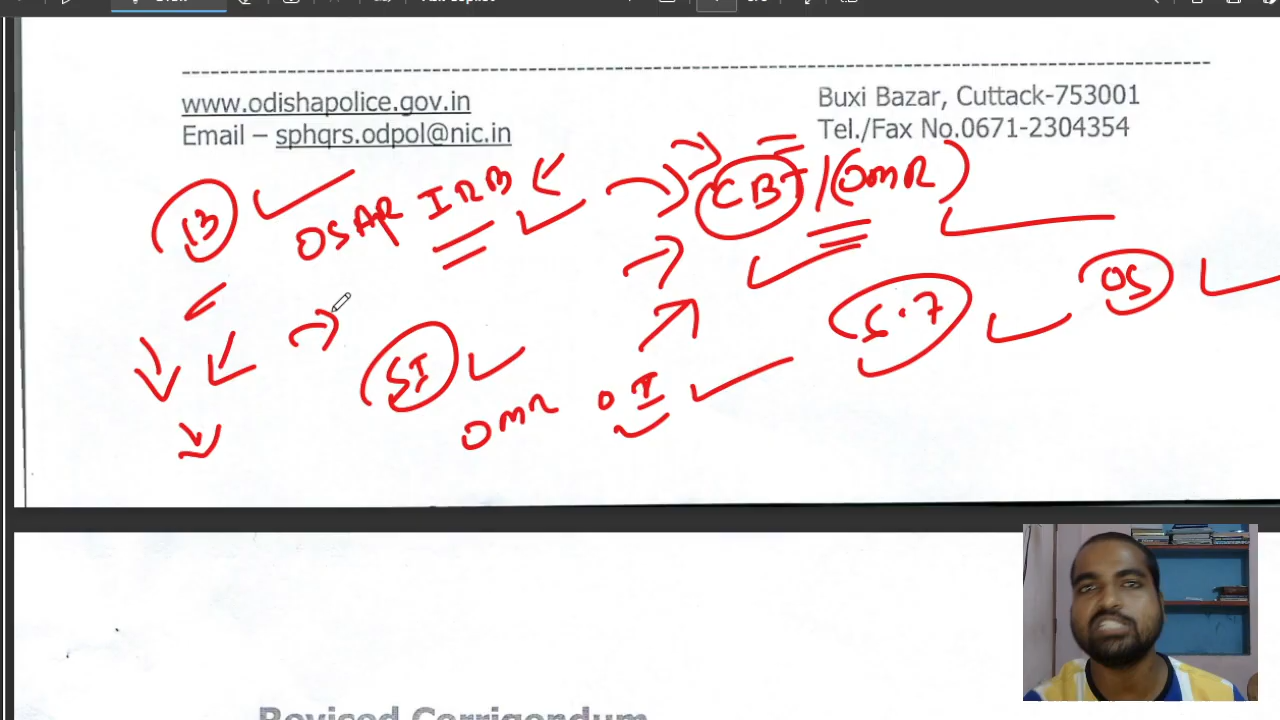 www.odishapolice.gov.in
Buxi Bazar, Cuttack-753001
Email – sphqrs.odpol@nic.in
Tel./Fax No.0671-2304354
CBT / (OMR)
13
OSAP IRB
OS
S.I
SI
OMR
Revised Corrigendum